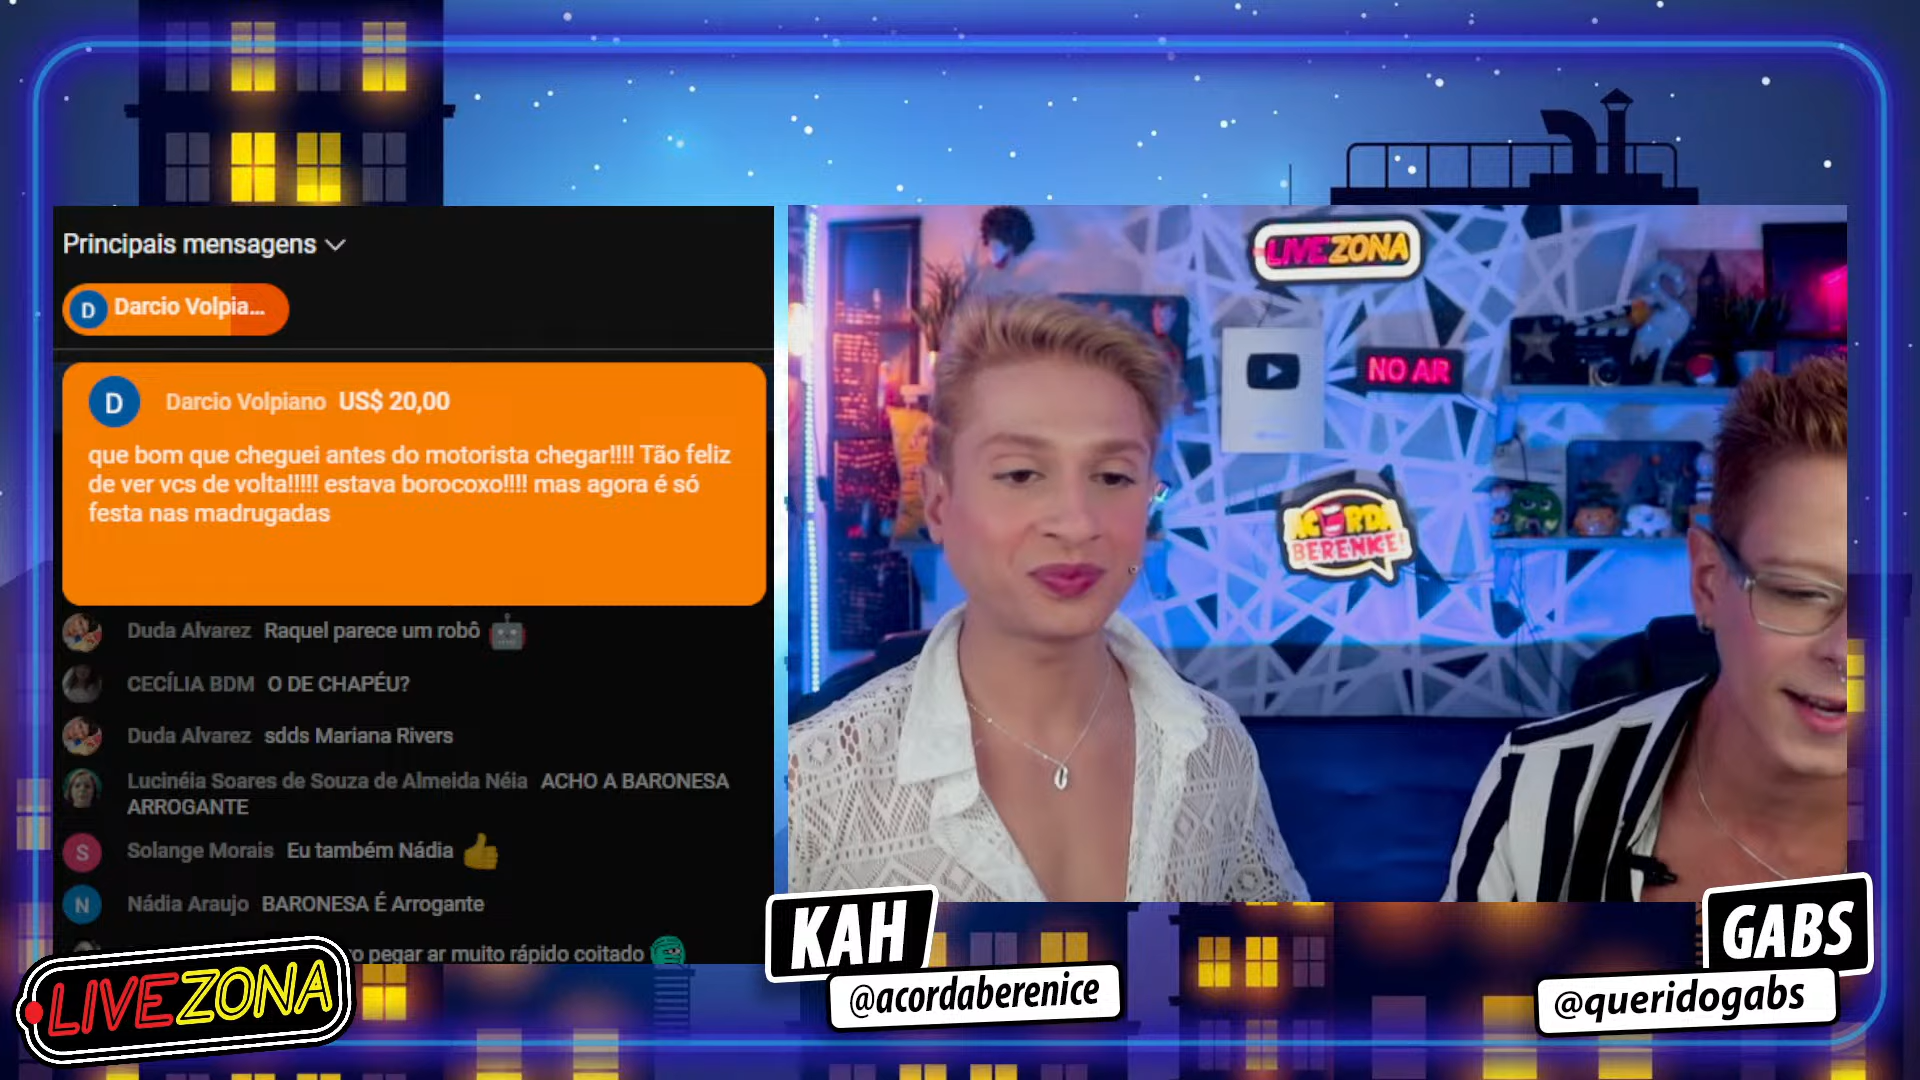 Principais mensagens
D Darcio Volpia...
D Darcio Volpiano US$ 20,00
que bom que cheguei antes do motorista chegar!!!! Tão feliz
de ver vcs de volta!!!!! estava borocoxo!!!! mas agora é só
festa nas madrugadas
Duda Alvarez Raquel parece um robô
CECÍLIA BDM O DE CHAPÉU?
Duda Alvarez sdds Mariana Rivers
Lucinéia Soares de Souza de Almeida Néia ACHO A BARONESA
ARROGANTE
S Solange Morais Eu também Nádia
N Nádia Araujo BARONESA É Arrogante
vo pegar ar muito rápido coitado
LIVEZONA
LIVEZONA
NO AR
ACORDA
BERENICE!
KAH
@acordaberenice
GABS
@queridogabs